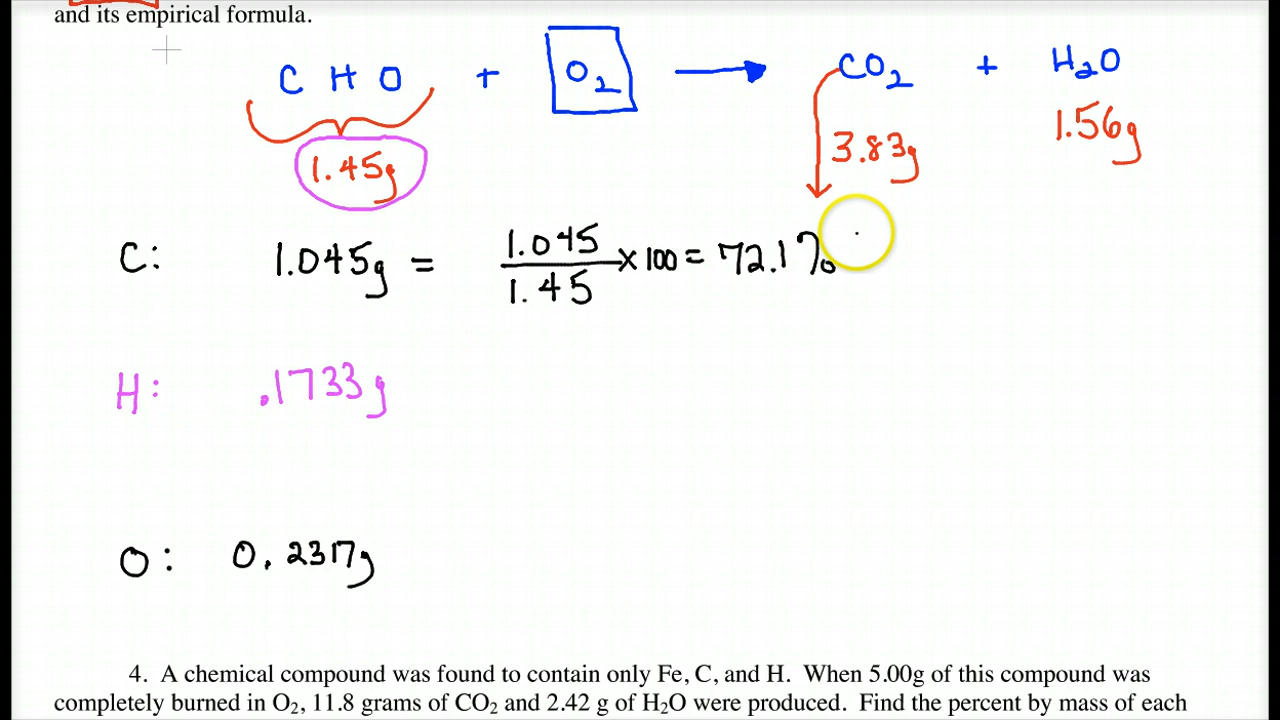 and its empirical formula.
C H O + O₂ → CO₂ + H₂O
1.45g 3.83g 1.56g
C: 1.045g = 1.045/1.45 x 100 = 72.1%
H: .1733g
O: 0.2317g
4. A chemical compound was found to contain only Fe, C, and H. When 5.00g of this compound was
completely burned in O₂, 11.8 grams of CO₂ and 2.42 g of H₂O were produced. Find the percent by mass of each